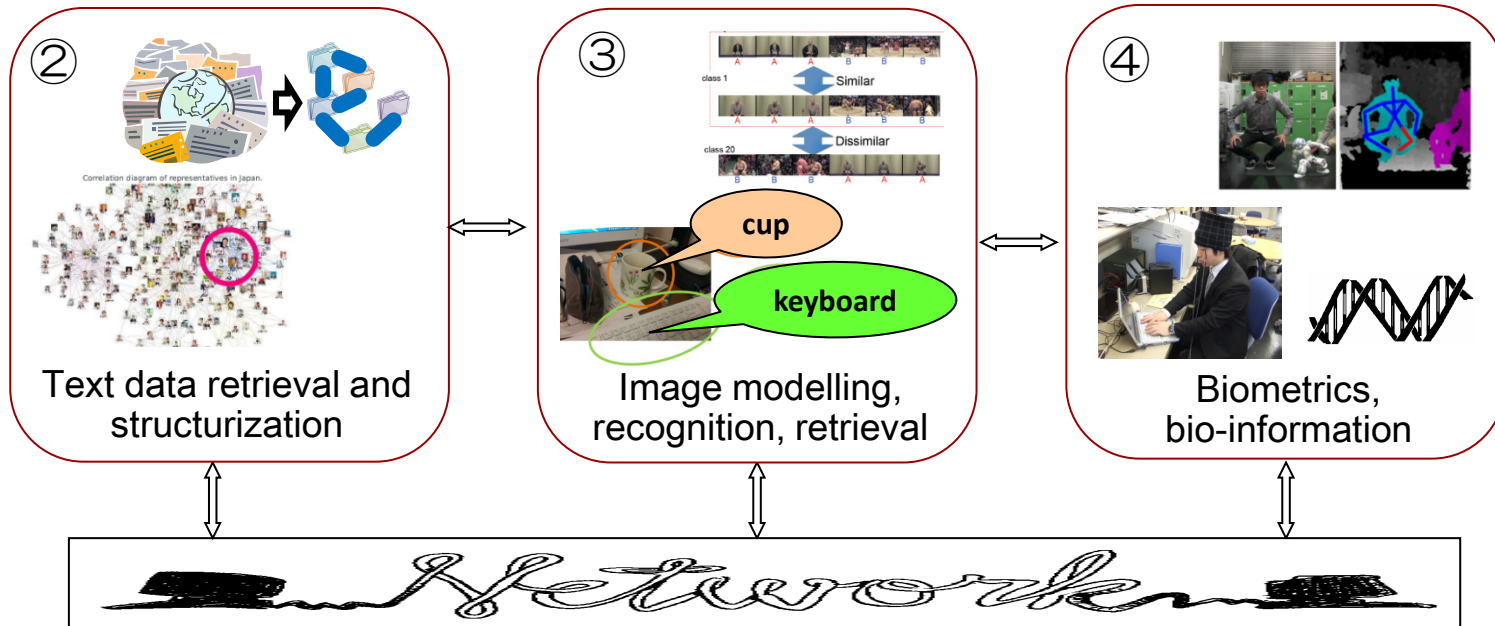 ②
Correlation diagram of representatives in Japan.
Text data retrieval and
structurization
③
A A A B B B
class 1
Similar
A A A B B B
Dissimilar
class 20
B B B A A A
cup
keyboard
Image modelling,
recognition, retrieval
④
Biometrics,
bio-information
Network